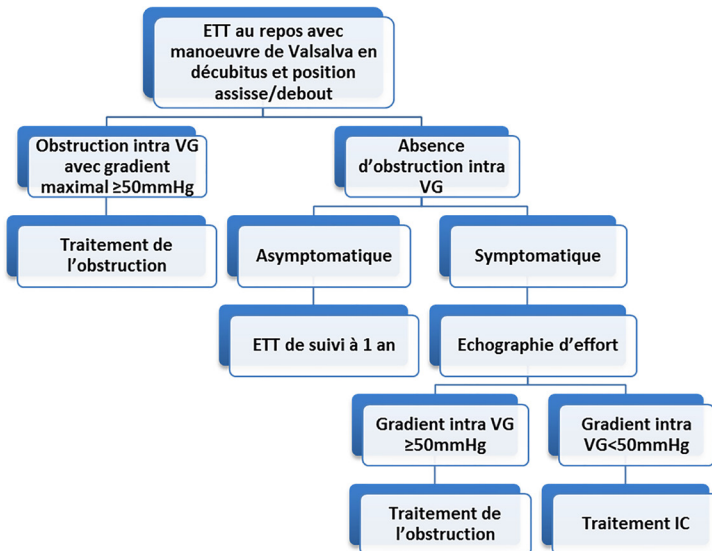 ETT au repos avec
manoeuvre de Valsalva en
décubitus et position
assisse/debout
Obstruction intra VG
avec gradient
maximal ≥50mmHg
Absence
d'obstruction intra
VG
Traitement de
l'obstruction
Asymptomatique
Symptomatique
ETT de suivi à 1 an
Echographie d'effort
Gradient intra VG
≥50mmHg
Gradient intra
VG<50mmHg
Traitement de
l'obstruction
Traitement IC